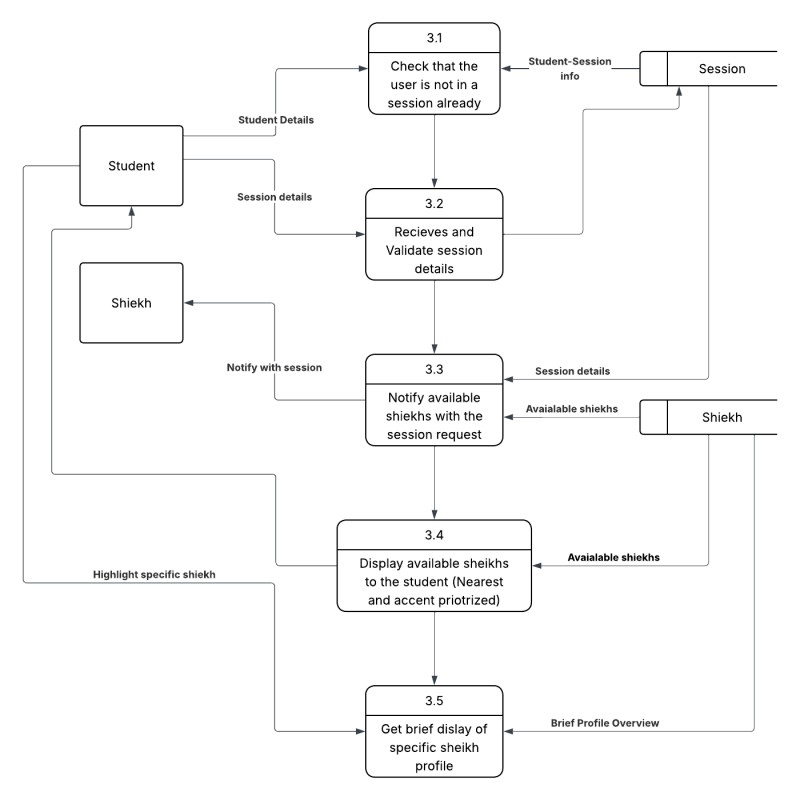 3.1
Check that the
user is not in a
session already
Student-Session
info
Session
Student Details
Student
Session details
3.2
Recieves and
Validate session
details
Shiekh
Notify with session
3.3
Notify available
shiekhs with the
session request
Session details
Avaialable shiekhs
Shiekh
3.4
Display available sheikhs
to the student (Nearest
and accent priotrized)
Avaialable shiekhs
Highlight specific shiekh
3.5
Get brief dislay of
specific sheikh
profile
Brief Profile Overview